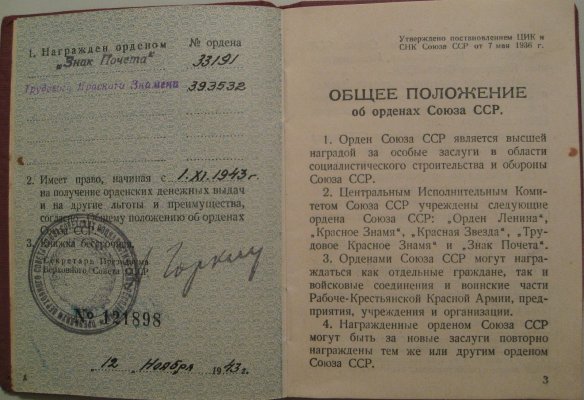 1. Награжден орденом № ордена
„Знак Почета" 33191
Трудового Красного Знамени 393532
2. Имеет право, начиная с 1.XI.1943 г.
на получение орденских денежных выдач
и на другие льготы и преимущества,
согласно Общему положению об орденах
Союза ССР.
3. Книжка бессрочная.
Секретарь Президиума
Верховного Совета СССР
Горкин
№ 121898
12 Ноября 1943 г.
Утверждено постановлением ЦИК и
СНК Союза ССР от 7 мая 1936 г.
ОБЩЕЕ ПОЛОЖЕНИЕ
об орденах Союза ССР.
1. Орден Союза ССР является высшей
наградой за особые заслуги в области
социалистического строительства и обороны
Союза ССР.
2. Центральным Исполнительным Коми-
тетом Союза ССР учреждены следующие
ордена Союза ССР: „Орден Ленина",
„Красное Знамя", „Красная Звезда", „Тру-
довое Красное Знамя" и „Знак Почета".
3. Орденами Союза ССР могут на-
граждаться как отдельные граждане, так и
войсковые соединения и воинские части
Рабоче-Крестьянской Красной Армии, пред-
приятия, учреждения и организации.
4. Награжденные орденом Союза ССР
могут быть за новые заслуги повторно
награждены тем же или другим орденом
Союза ССР.
3